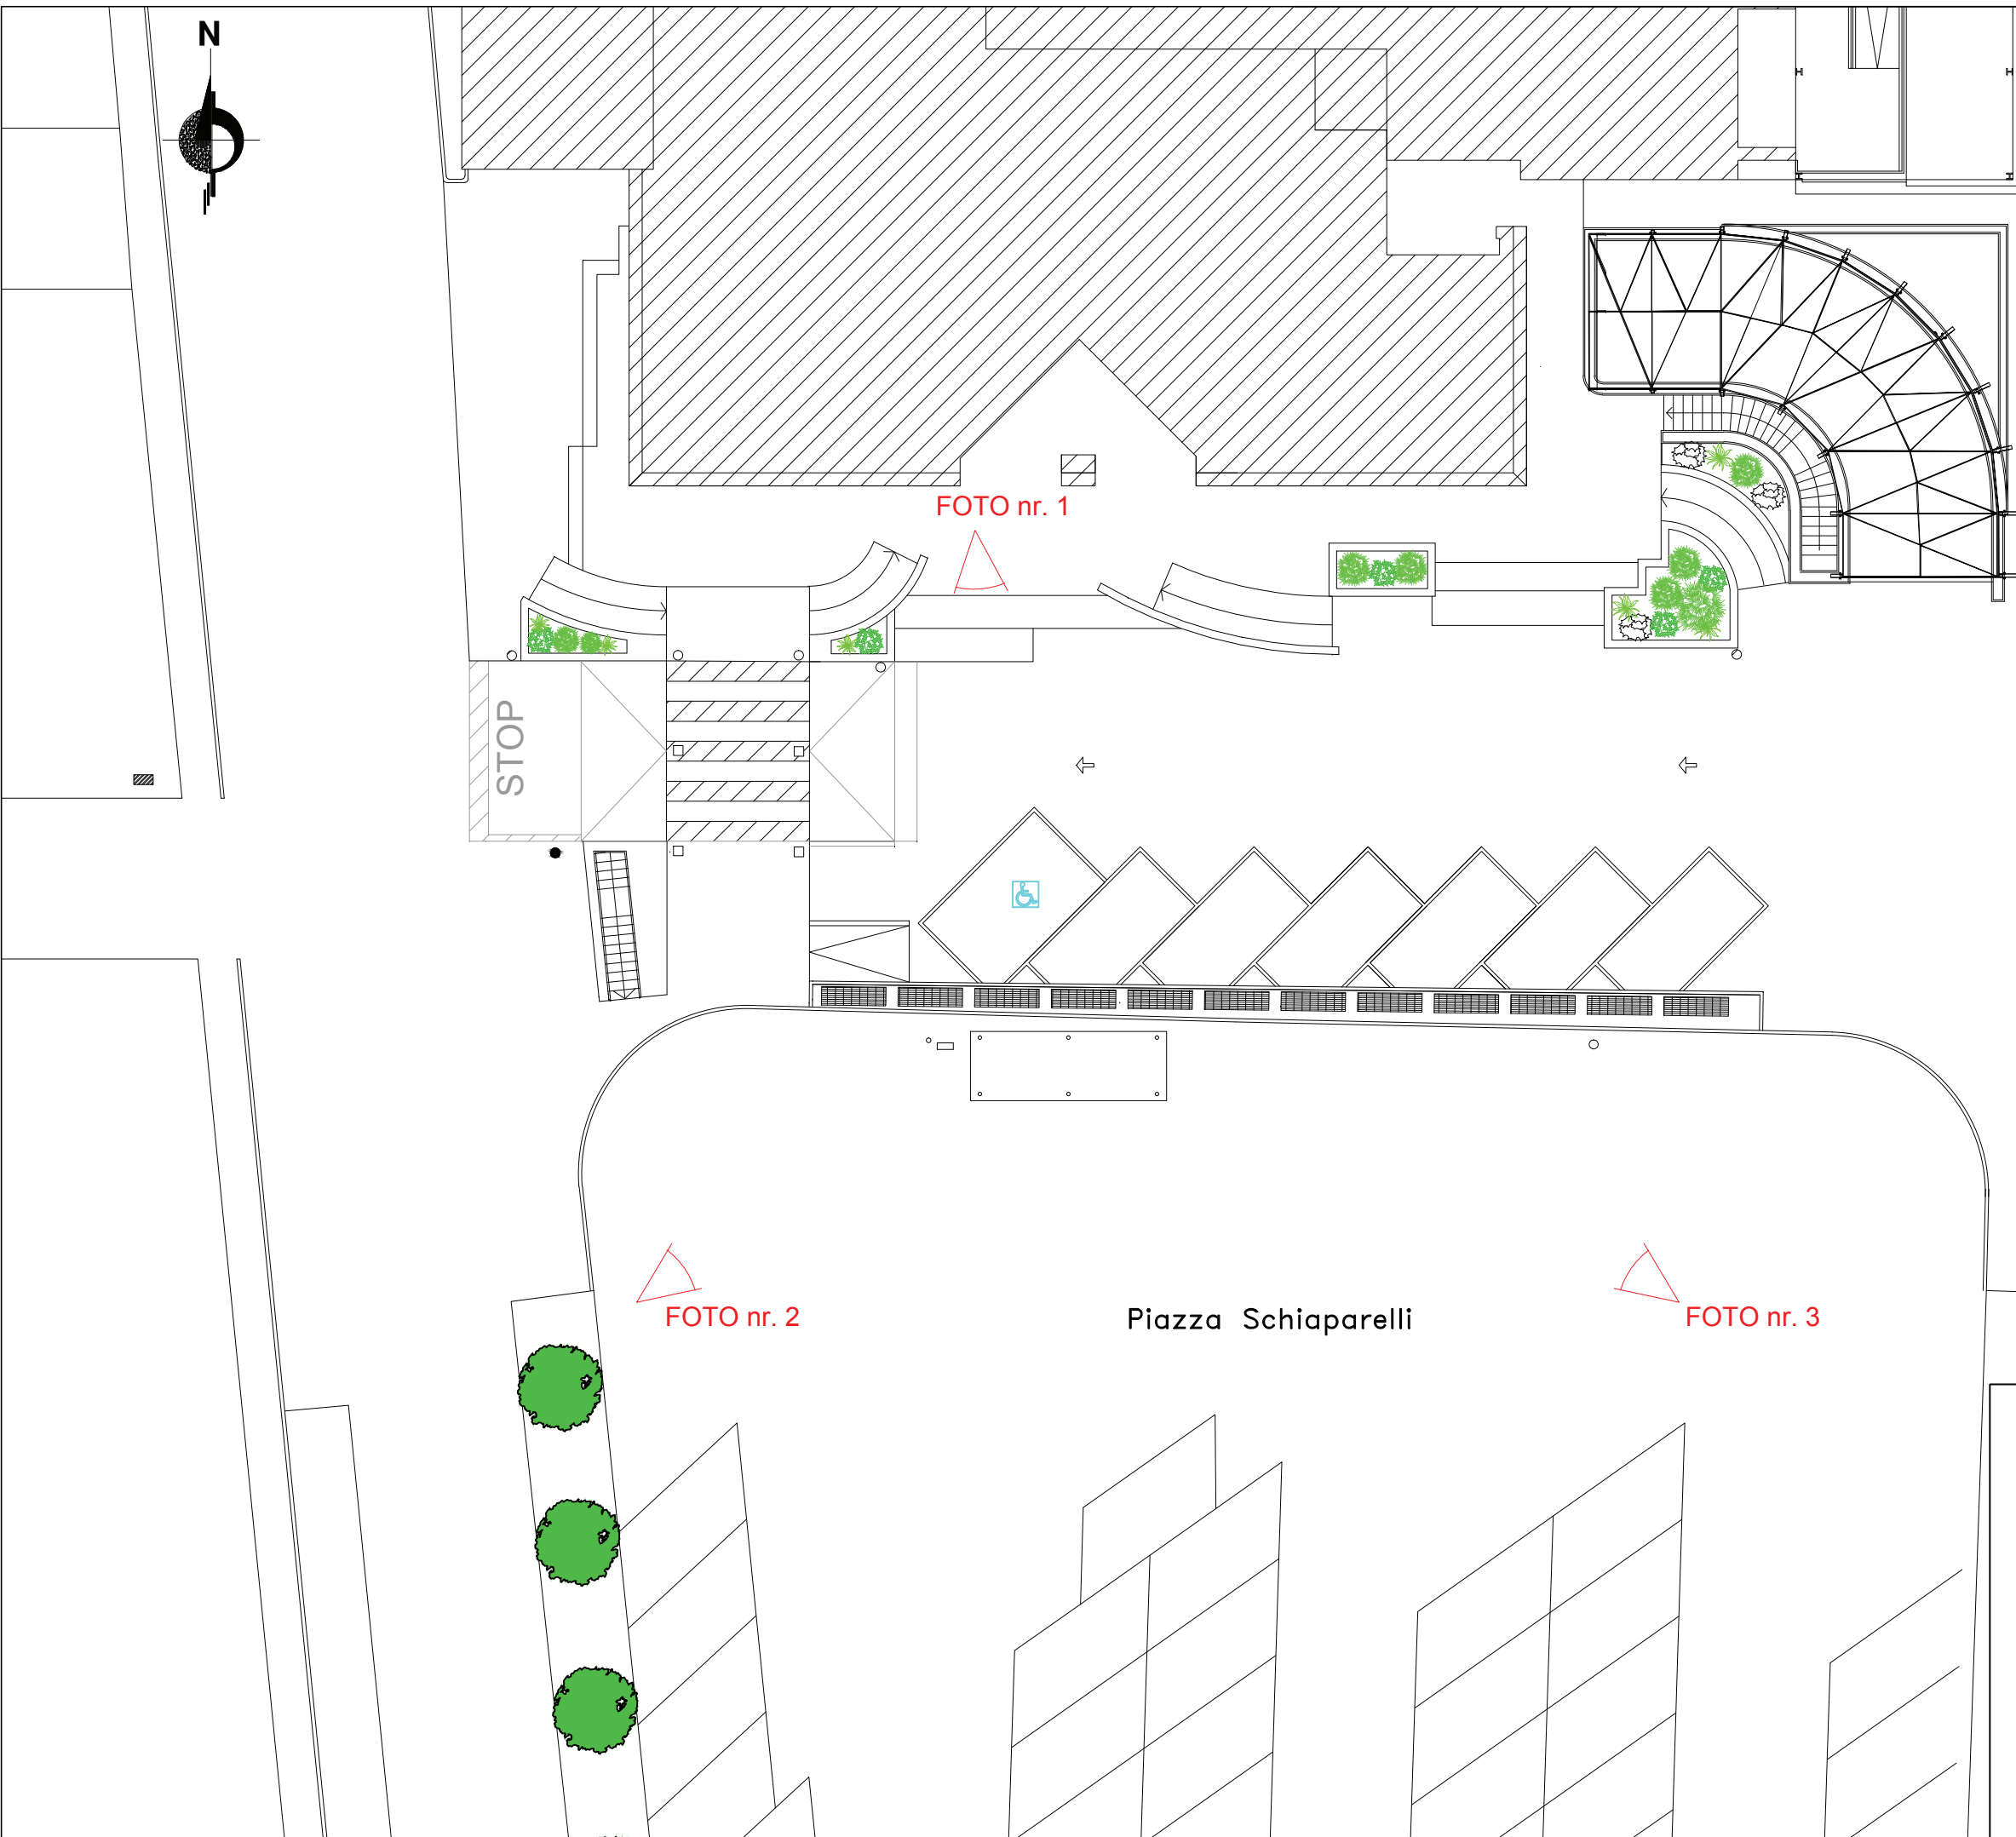 N
FOTO nr. 1
STOP
FOTO nr. 2
Piazza Schiaparelli
FOTO nr. 3